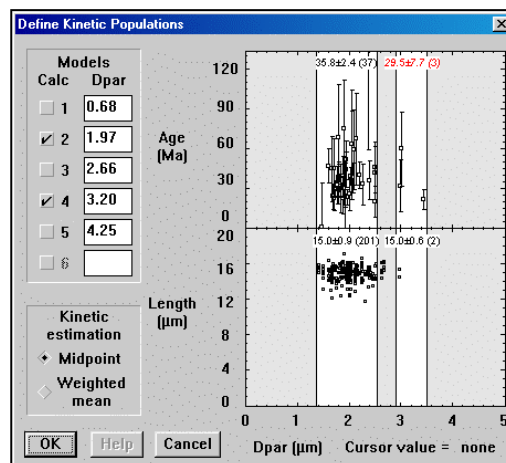 Define Kinetic Populations
Models
Calc Dpar
1 0.68
2 1.97
3 2.66
4 3.20
5 4.25
6
Kinetic
estimation
Midpoint
Weighted
mean
OK Help Cancel
35.8±2.4 (37) 29.5±7.7 (3)
120
90
Age
(Ma)
60
30
0
15.0±0.9 (201) 15.0±0.6 (2)
20
16
12
Length
(µm)
8
4
0
0 1 2 3 4 5
Dpar (µm) Cursor value = none